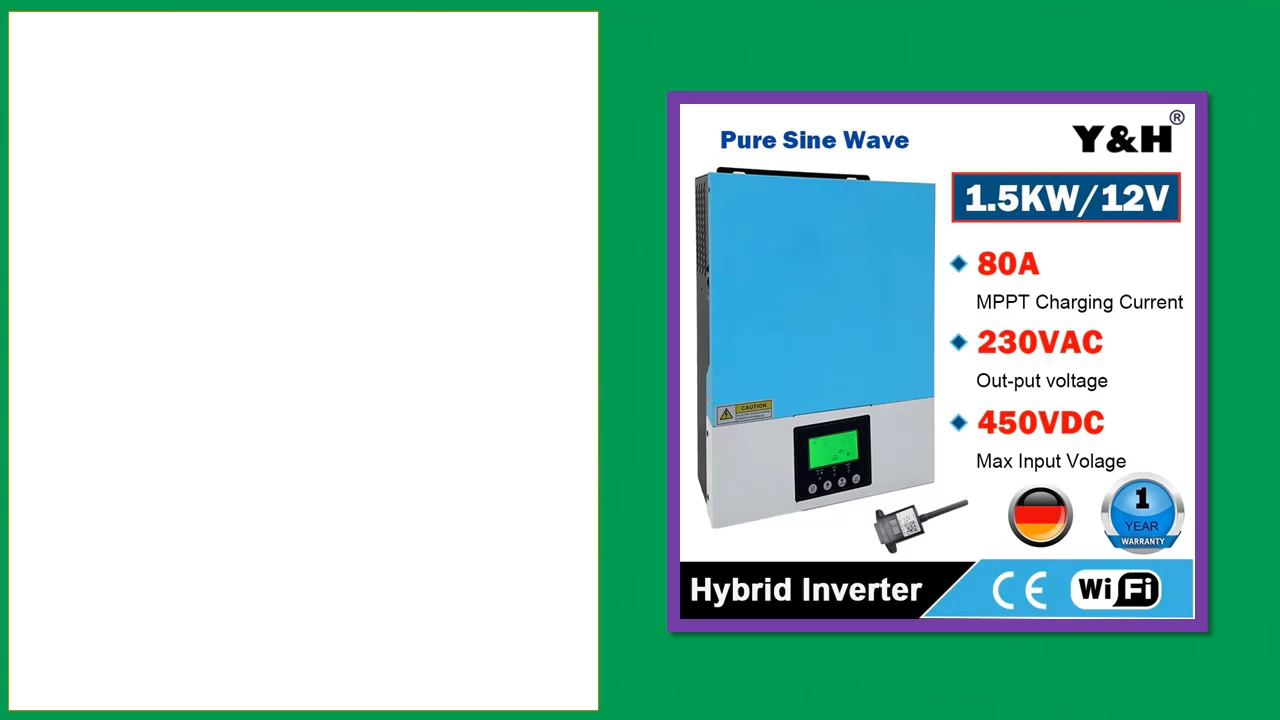 Pure Sine Wave
Y&H®
1.5KW/12V
80A
MPPT Charging Current
230VAC
Out-put voltage
450VDC
Max Input Volage
CAUTION
1
YEAR
WARRANTY
Hybrid Inverter
CE
WiFi